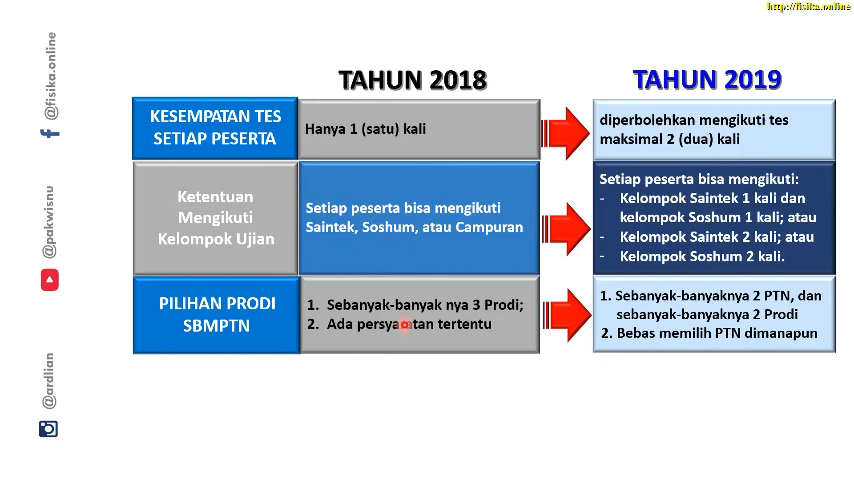 http://fisika.online
@fisika.online
@pakwisnu
@ardlian
TAHUN 2018
TAHUN 2019
KESEMPATAN TES
SETIAP PESERTA
Hanya 1 (satu) kali
diperbolehkan mengikuti tes
maksimal 2 (dua) kali
Ketentuan
Mengikuti
Kelompok Ujian
Setiap peserta bisa mengikuti
Saintek, Soshum, atau Campuran
Setiap peserta bisa mengikuti:
- Kelompok Saintek 1 kali dan
kelompok Soshum 1 kali; atau
- Kelompok Saintek 2 kali; atau
- Kelompok Soshum 2 kali.
PILIHAN PRODI
SBMPTN
1. Sebanyak-banyak nya 3 Prodi;
2. Ada persyaratan tertentu
1. Sebanyak-banyaknya 2 PTN, dan
sebanyak-banyaknya 2 Prodi
2. Bebas memilih PTN dimanapun